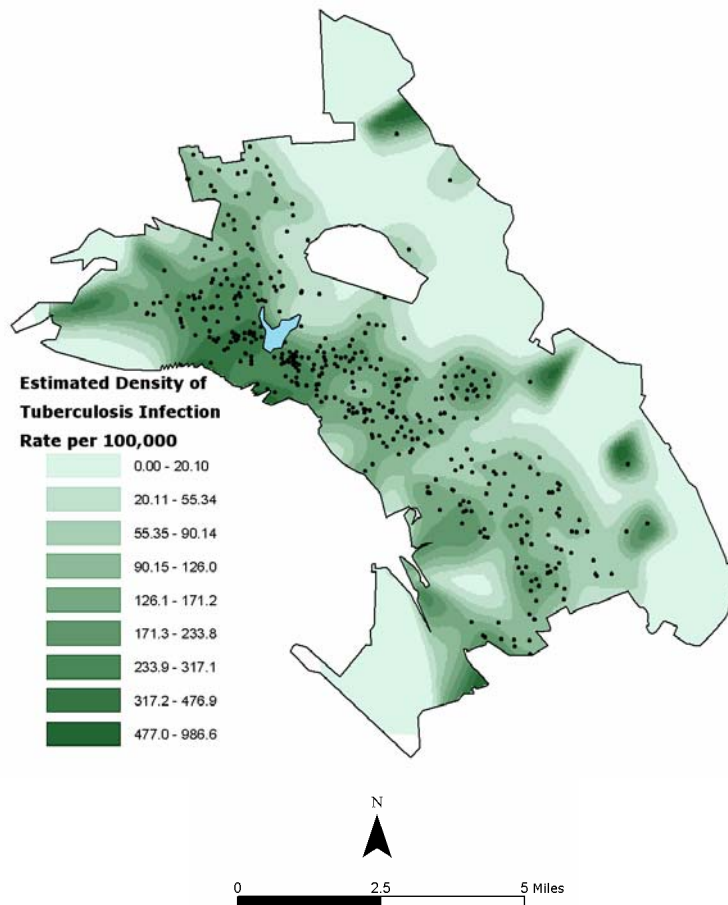 Estimated Density of
Tuberculosis Infection
Rate per 100,000
0.00 - 20.10
20.11 - 55.34
55.35 - 90.14
90.15 - 126.0
126.1 - 171.2
171.3 - 233.8
233.9 - 317.1
317.2 - 476.9
477.0 - 986.6
N
0 2.5 5 Miles